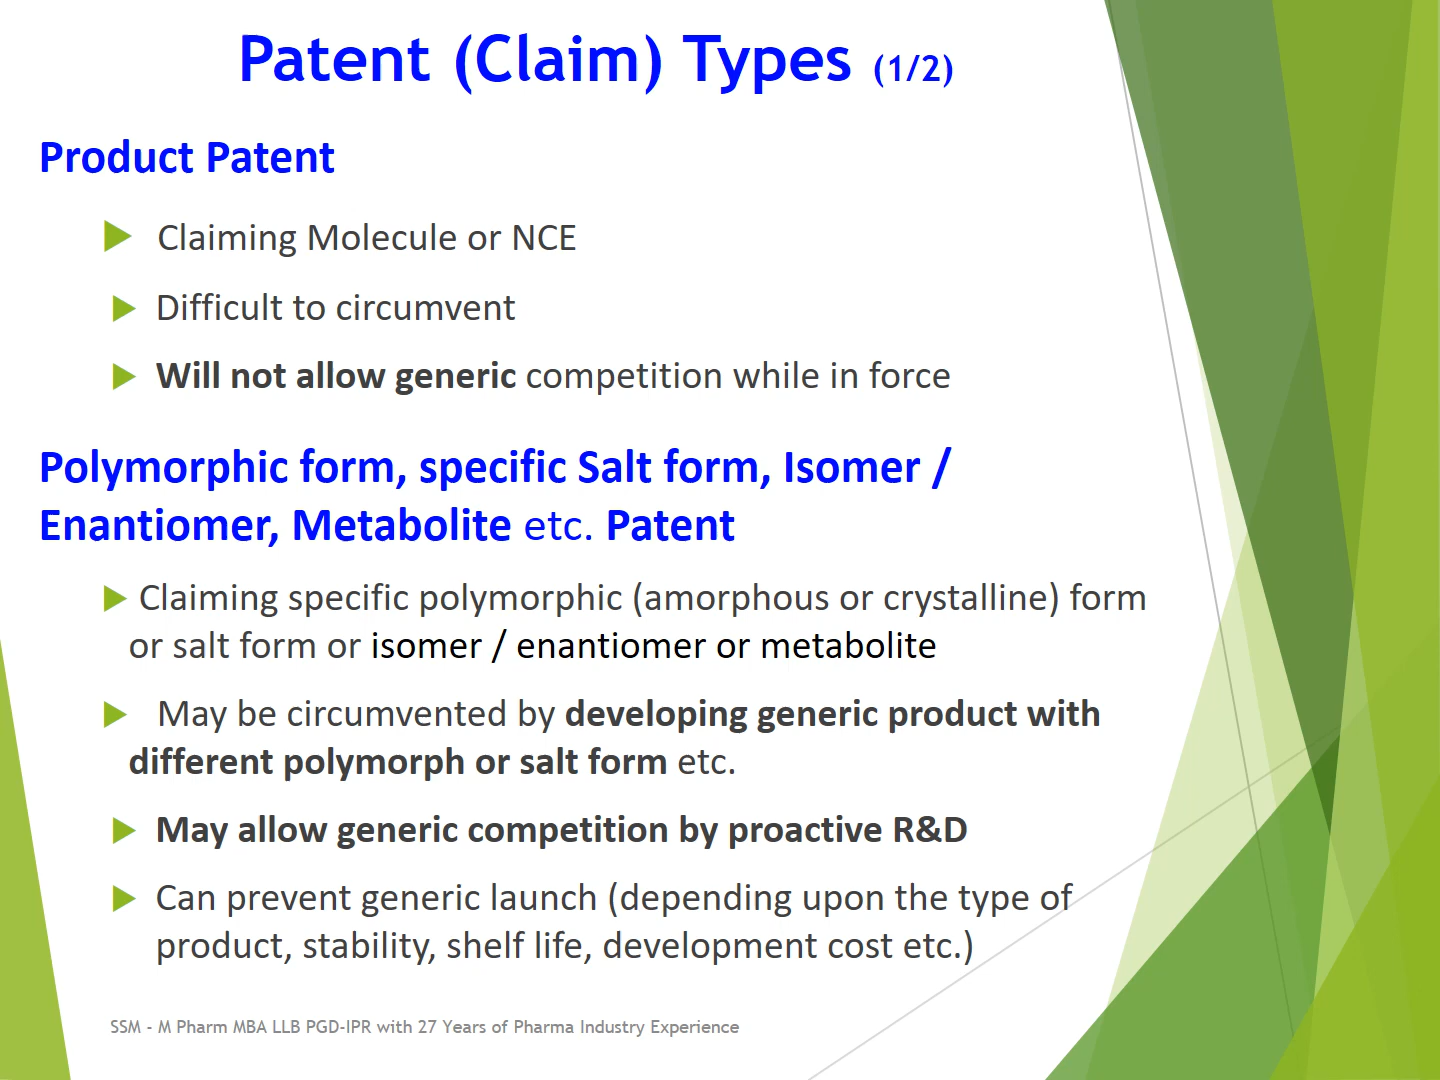 Patent (Claim) Types (1/2)
Product Patent
Claiming Molecule or NCE
Difficult to circumvent
Will not allow generic competition while in force
Polymorphic form, specific Salt form, Isomer /
Enantiomer, Metabolite etc. Patent
Claiming specific polymorphic (amorphous or crystalline) form
or salt form or isomer / enantiomer or metabolite
May be circumvented by developing generic product with
different polymorph or salt form etc.
May allow generic competition by proactive R&D
Can prevent generic launch (depending upon the type of
product, stability, shelf life, development cost etc.)
SSM - M Pharm MBA LLB PGD-IPR with 27 Years of Pharma Industry Experience